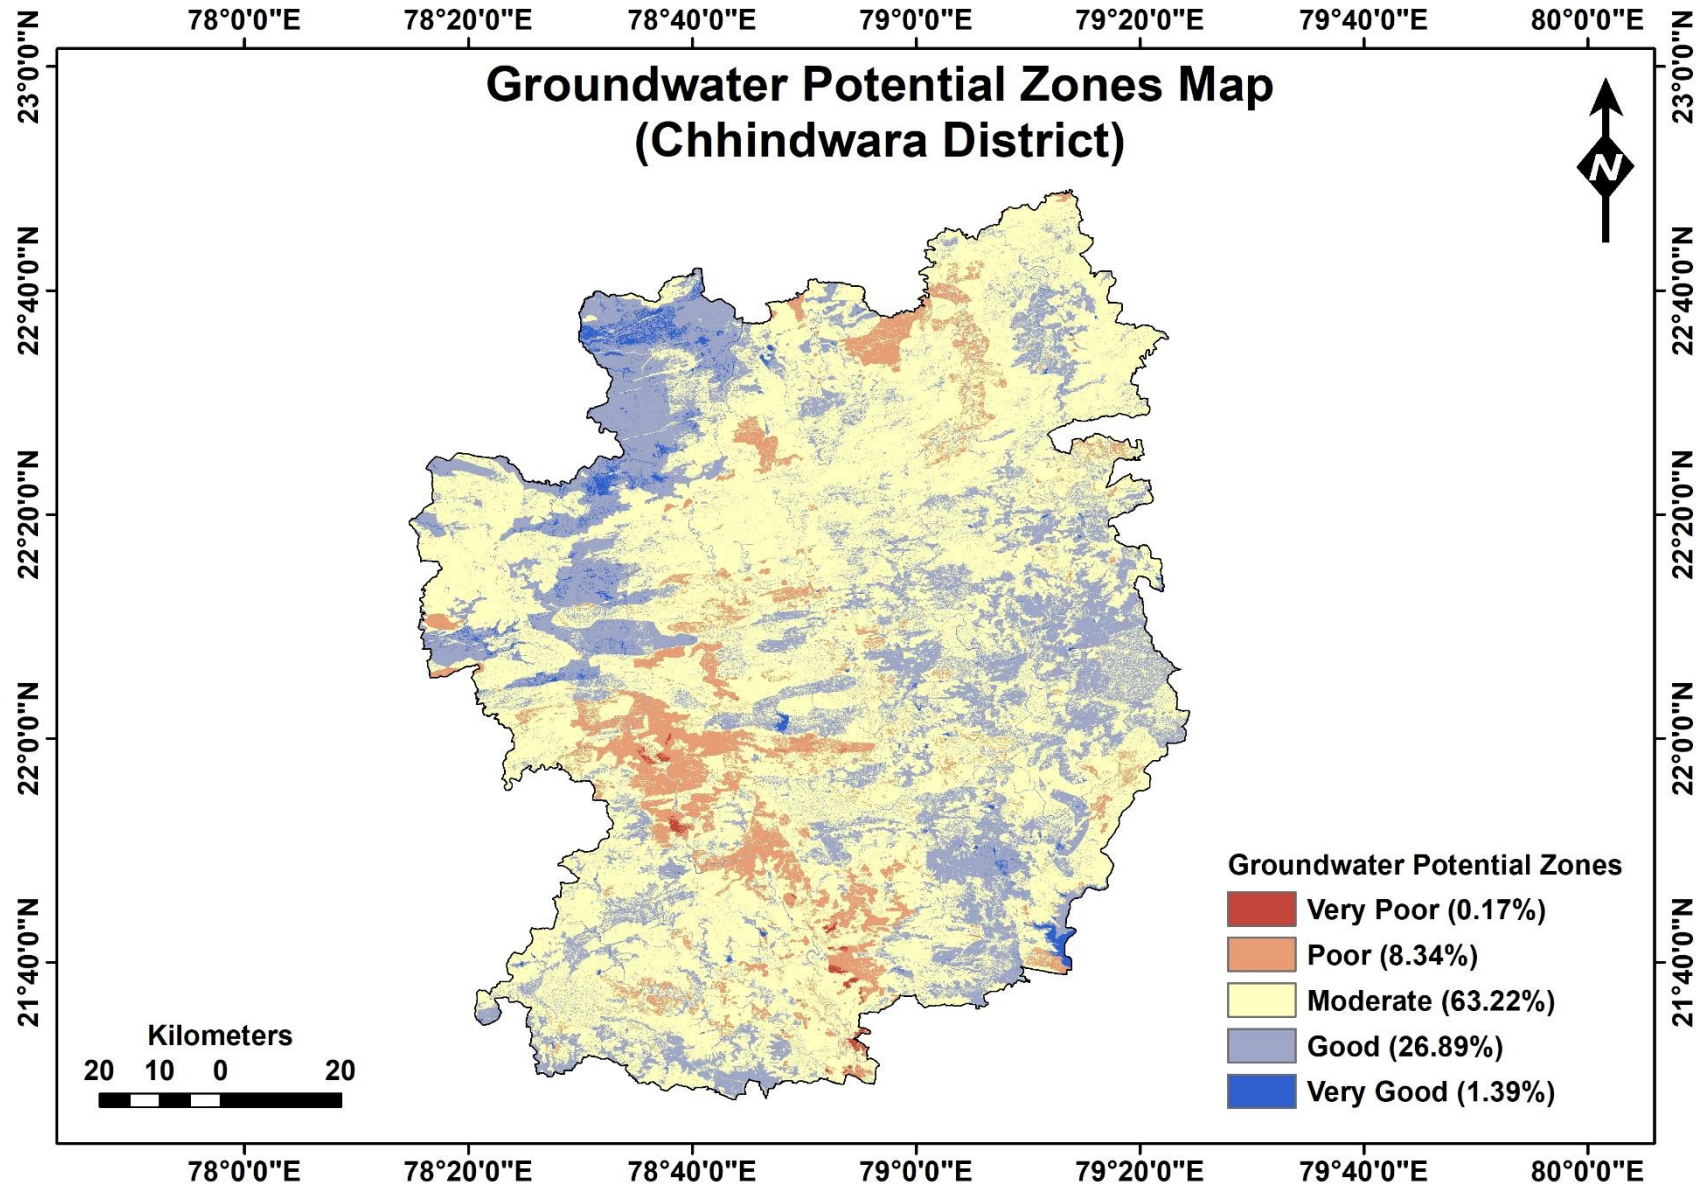 78°0'0"E 78°20'0"E 78°40'0"E 79°0'0"E 79°20'0"E 79°40'0"E 80°0'0"E
Groundwater Potential Zones Map
(Chhindwara District)
N
23°0'0"N
22°40'0"N
22°20'0"N
22°0'0"N
21°40'0"N
23°0'0"N
22°40'0"N
22°20'0"N
22°0'0"N
21°40'0"N
Groundwater Potential Zones
Very Poor (0.17%)
Poor (8.34%)
Moderate (63.22%)
Good (26.89%)
Very Good (1.39%)
Kilometers
20 10 0 20
78°0'0"E 78°20'0"E 78°40'0"E 79°0'0"E 79°20'0"E 79°40'0"E 80°0'0"E